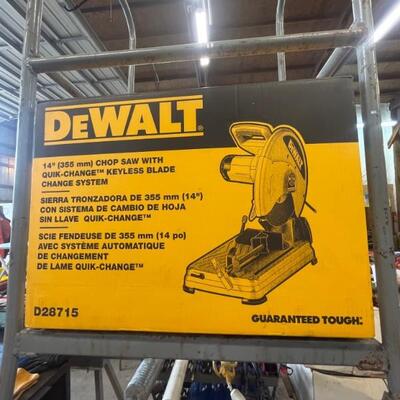 DEWALT®
14" (355 mm) CHOP SAW WITH
QUIK-CHANGE™ KEYLESS BLADE
CHANGE SYSTEM
SIERRA TRONZADORA DE 355 mm (14")
CON SISTEMA DE CAMBIO DE HOJA
SIN LLAVE QUIK-CHANGE™
SCIE FENDEUSE DE 355 mm (14 po)
AVEC SYSTÈME AUTOMATIQUE
DE CHANGEMENT
DE LAME QUIK-CHANGE™
DEWALT
D28715
GUARANTEED TOUGH.